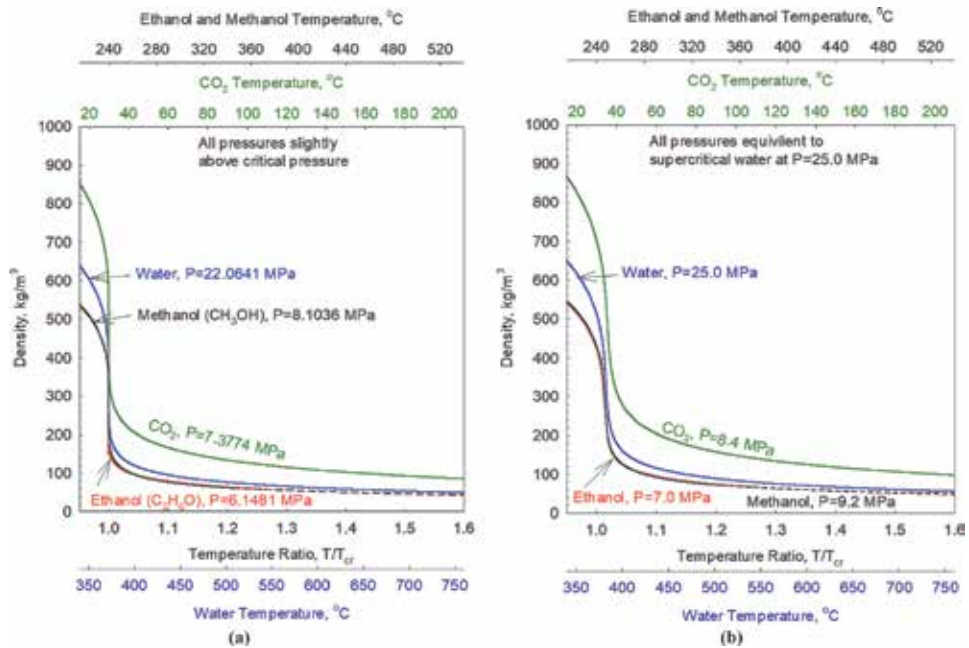 Ethanol and Methanol Temperature, °C
240 280 320 360 400 440 480 520
CO2 Temperature, °C
20 40 60 80 100 120 140 160 180 200
1000
900
800
700
600
500
400
300
200
100
0
Density, kg/m3
All pressures slightly
above critical pressure
Water, P=22.0641 MPa
Methanol (CH3OH), P=8.1036 MPa
CO2, P=7.3774 MPa
Ethanol (C2H6O), P=6.1481 MPa
1.0 1.1 1.2 1.3 1.4 1.5 1.6
Temperature Ratio, T/Tcr
350 400 450 500 550 600 650 700 750
Water Temperature, °C
(a)
Ethanol and Methanol Temperature, °C
240 280 320 360 400 440 480 520
CO2 Temperature, °C
20 40 60 80 100 120 140 160 180 200
1000
900
800
700
600
500
400
300
200
100
0
Density, kg/m3
All pressures equivilent to
supercritical water at P=25.0 MPa
Water, P=25.0 MPa
CO2, P=8.4 MPa
Ethanol, P=7.0 MPa
Methanol, P=9.2 MPa
1.0 1.1 1.2 1.3 1.4 1.5 1.6
Temperature Ratio, T/Tcr
350 400 450 500 550 600 650 700 750
Water Temperature, °C
(b)